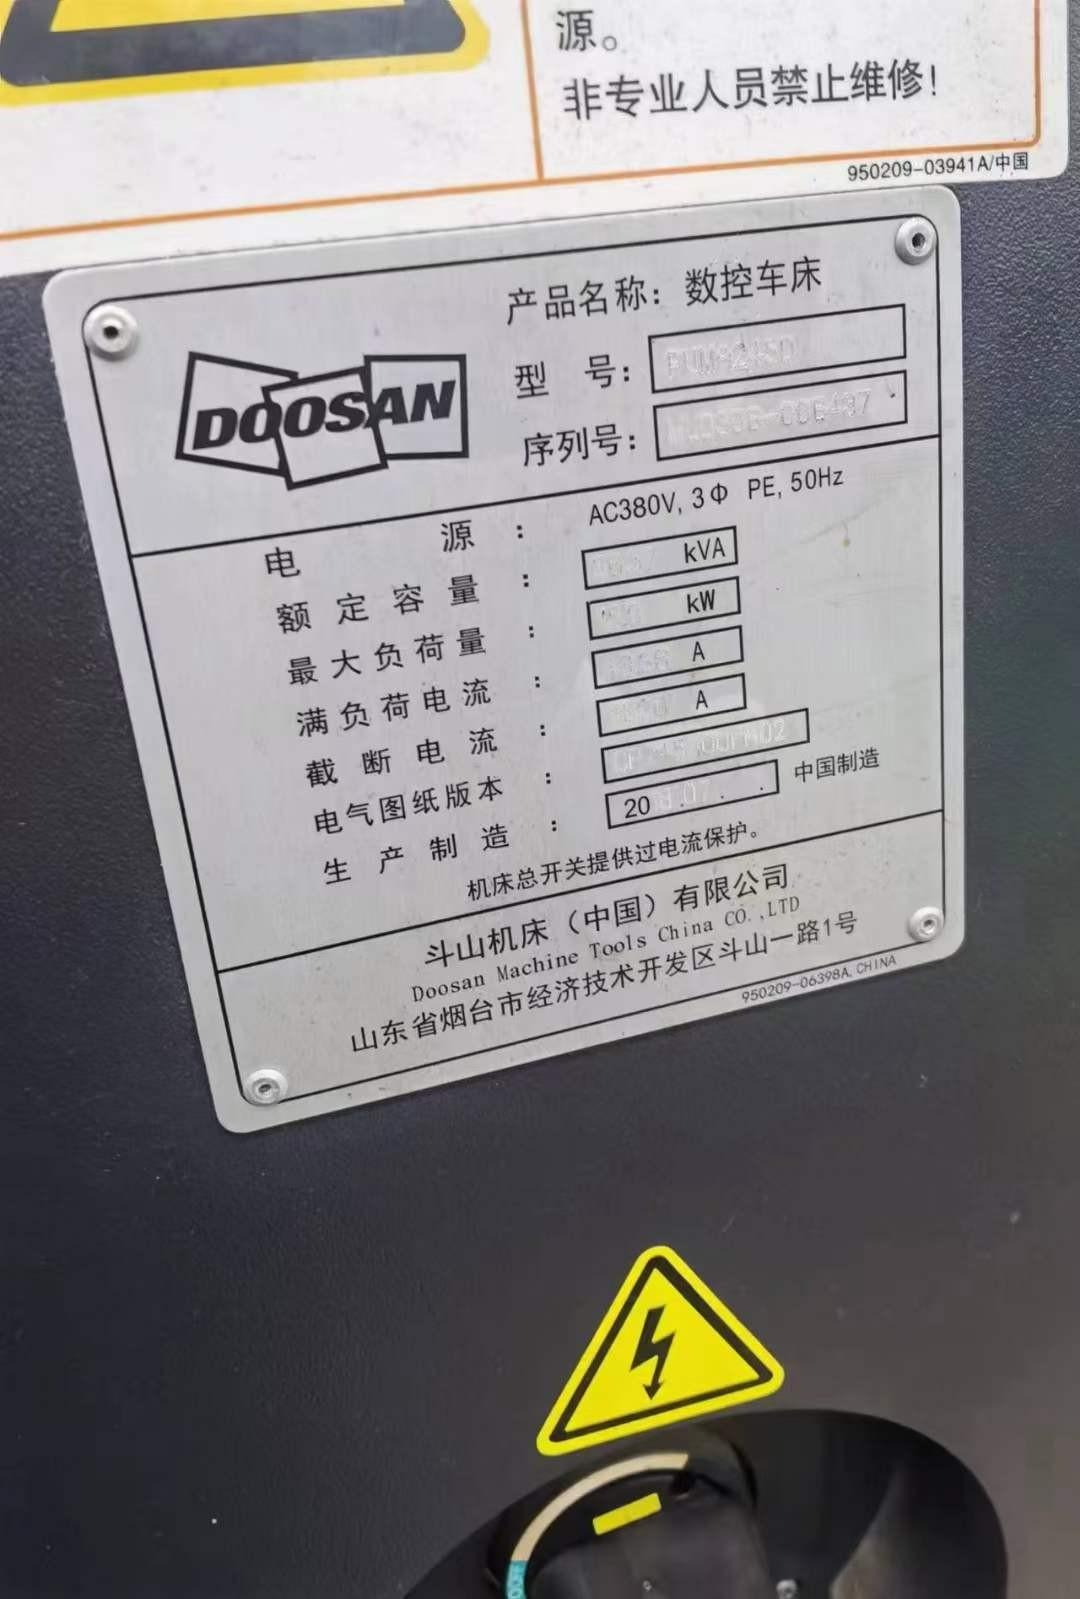 源。
非专业人员禁止维修!
950209-03941A/中国
DOOSAN
产品名称: 数控车床
型 号:
序列号:
电 源 : AC380V, 3Φ PE, 50Hz
额定容量 : kVA
最大负荷量 : kW
满负荷电流 : A
截断电流 : A
电气图纸版本 :
生产制造 : 20 . . . 中国制造
机床总开关提供过电流保护。
斗山机床（中国）有限公司
Doosan Machine Tools China CO.,LTD
山东省烟台市经济技术开发区斗山一路1号
950209-06398A, CHINA